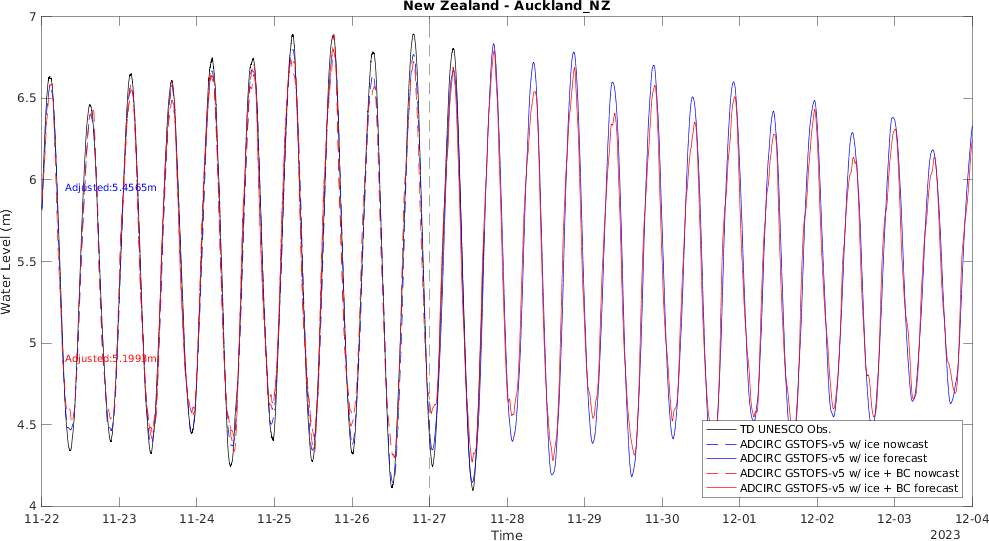 New Zealand - Auckland_NZ
7
6.5
6
5.5
5
4.5
4
Water Level (m)
Adjusted:5.4565m
Adjusted:5.1993m
TD UNESCO Obs.
ADCIRC GSTOFS-v5 w/ ice nowcast
ADCIRC GSTOFS-v5 w/ ice forecast
ADCIRC GSTOFS-v5 w/ ice + BC nowcast
ADCIRC GSTOFS-v5 w/ ice + BC forecast
11-22 11-23 11-24 11-25 11-26 11-27 11-28 11-29 11-30 12-01 12-02 12-03 12-04
Time
2023